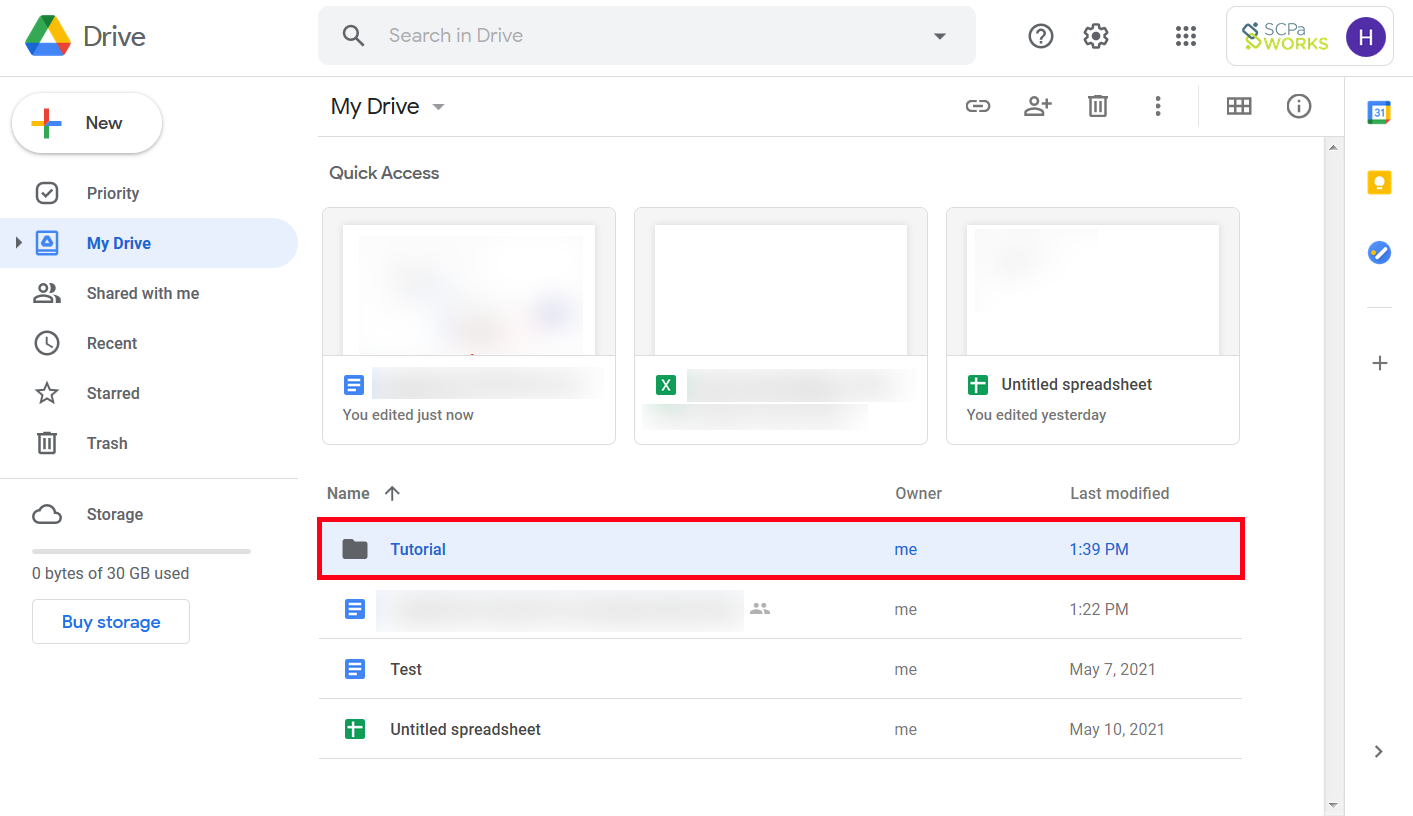 Drive
Search in Drive
SCPa
WORKS
H
New
Priority
My Drive
Shared with me
Recent
Starred
Trash
Storage
0 bytes of 30 GB used
Buy storage
My Drive
31
Quick Access
You edited just now
X
Untitled spreadsheet
You edited yesterday
Name Owner Last modified
Tutorial me 1:39 PM
me 1:22 PM
Test me May 7, 2021
Untitled spreadsheet me May 10, 2021